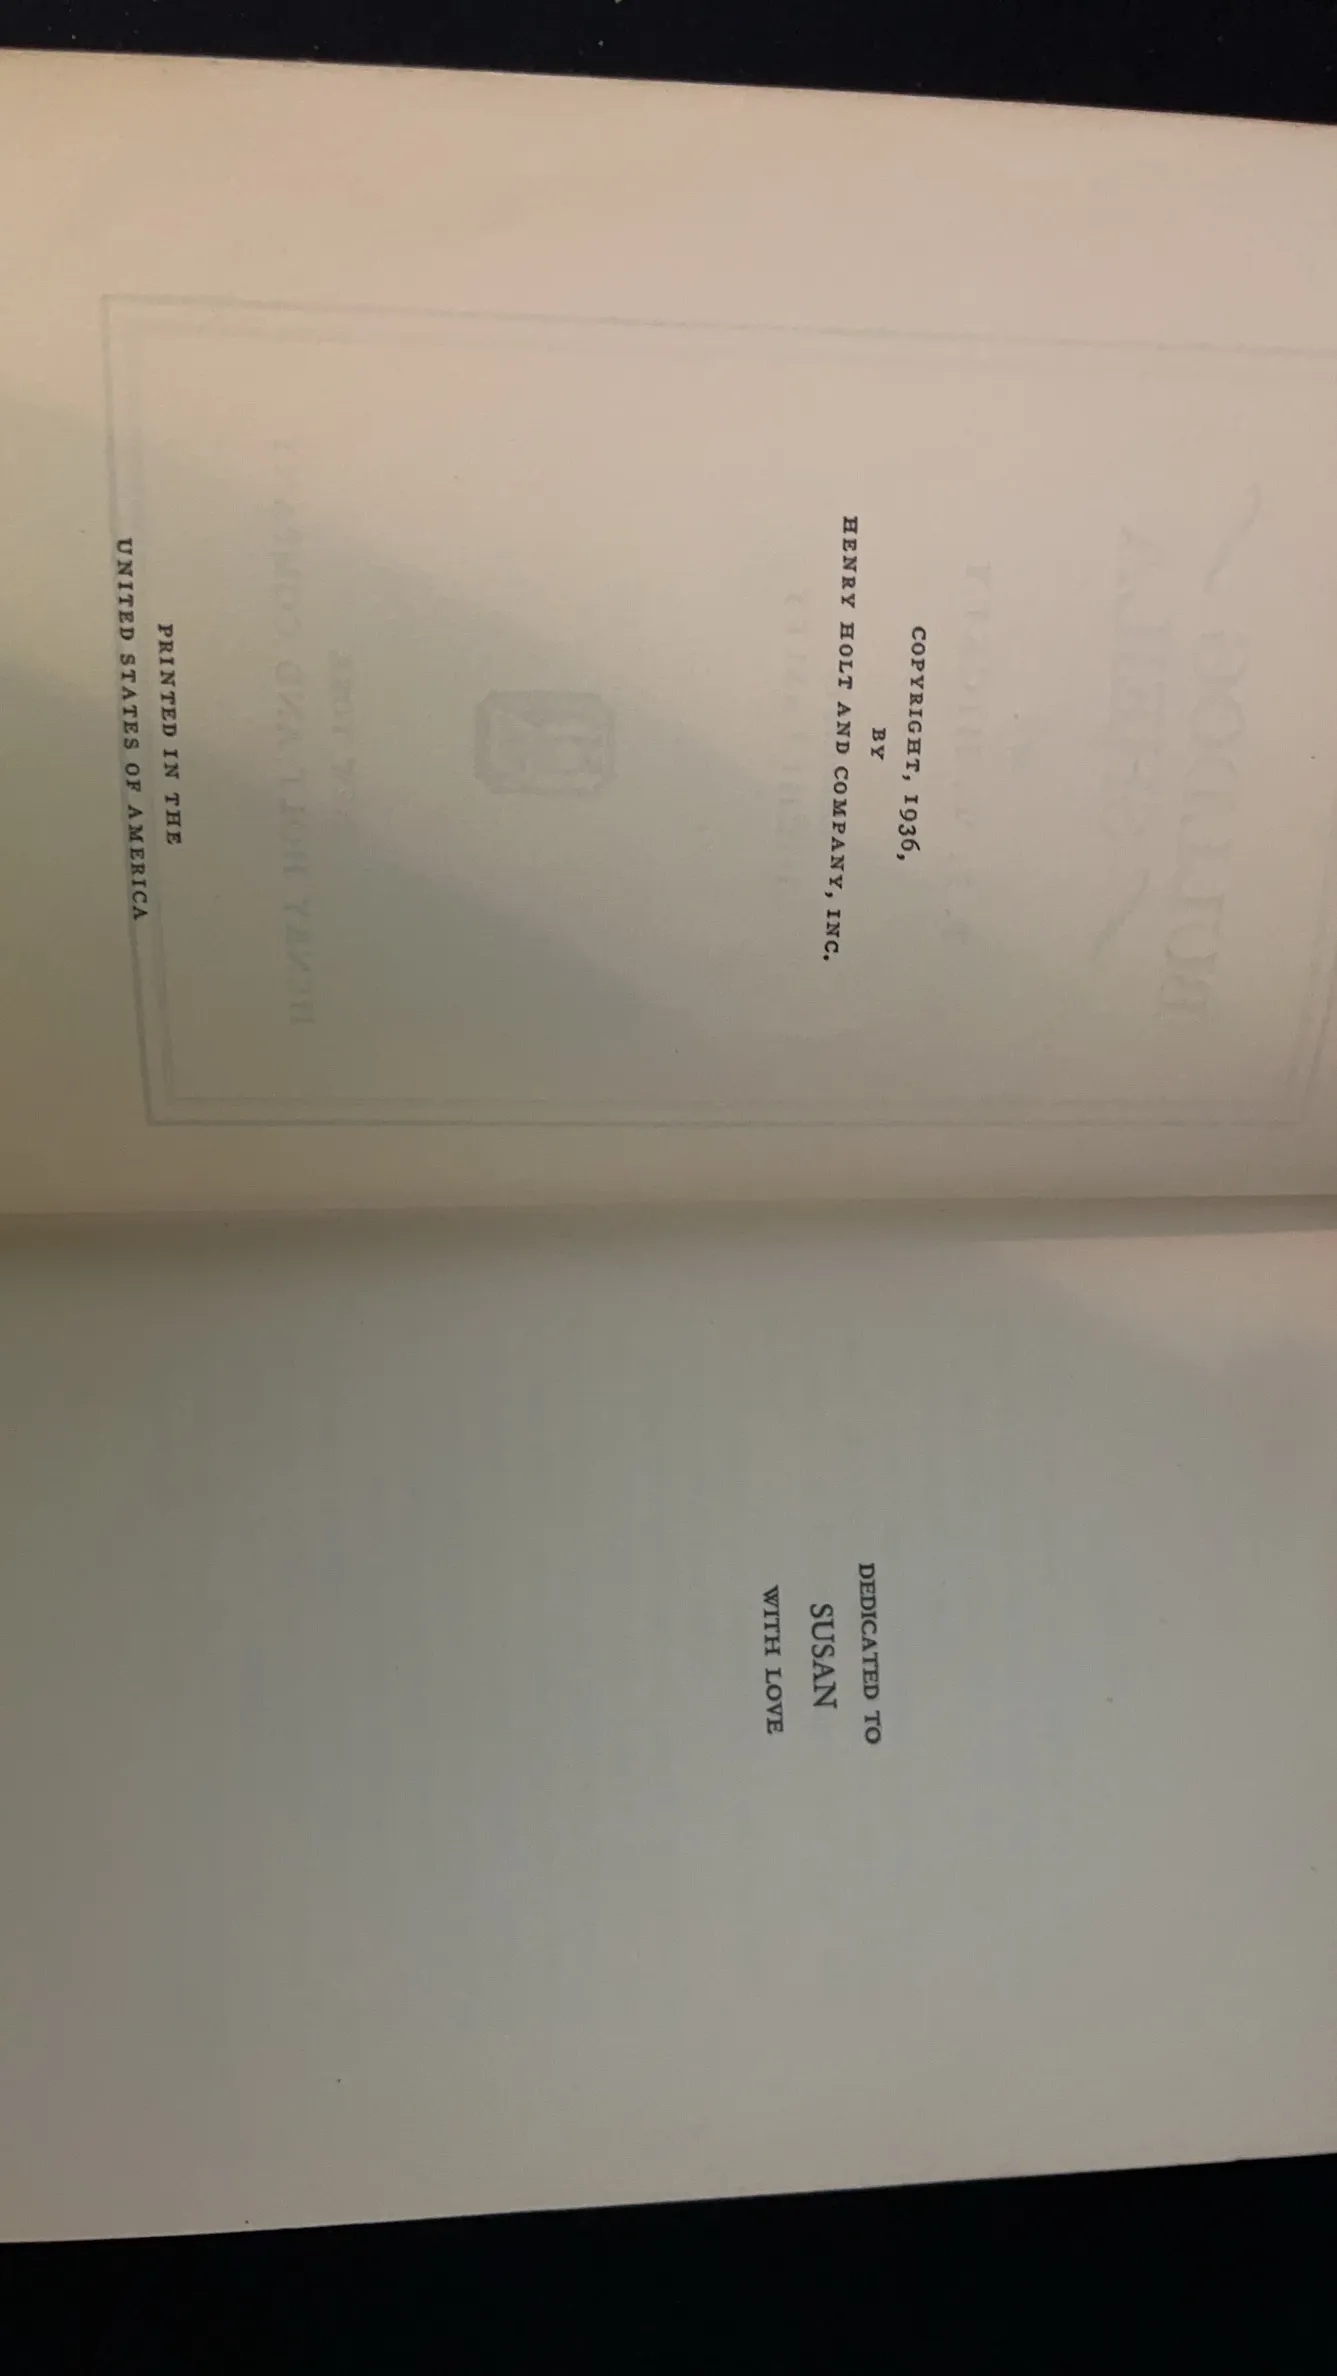 COPYRIGHT, 1936,
BY
HENRY HOLT AND COMPANY, INC.
PRINTED IN THE
UNITED STATES OF AMERICA
DEDICATED TO
SUSAN
WITH LOVE